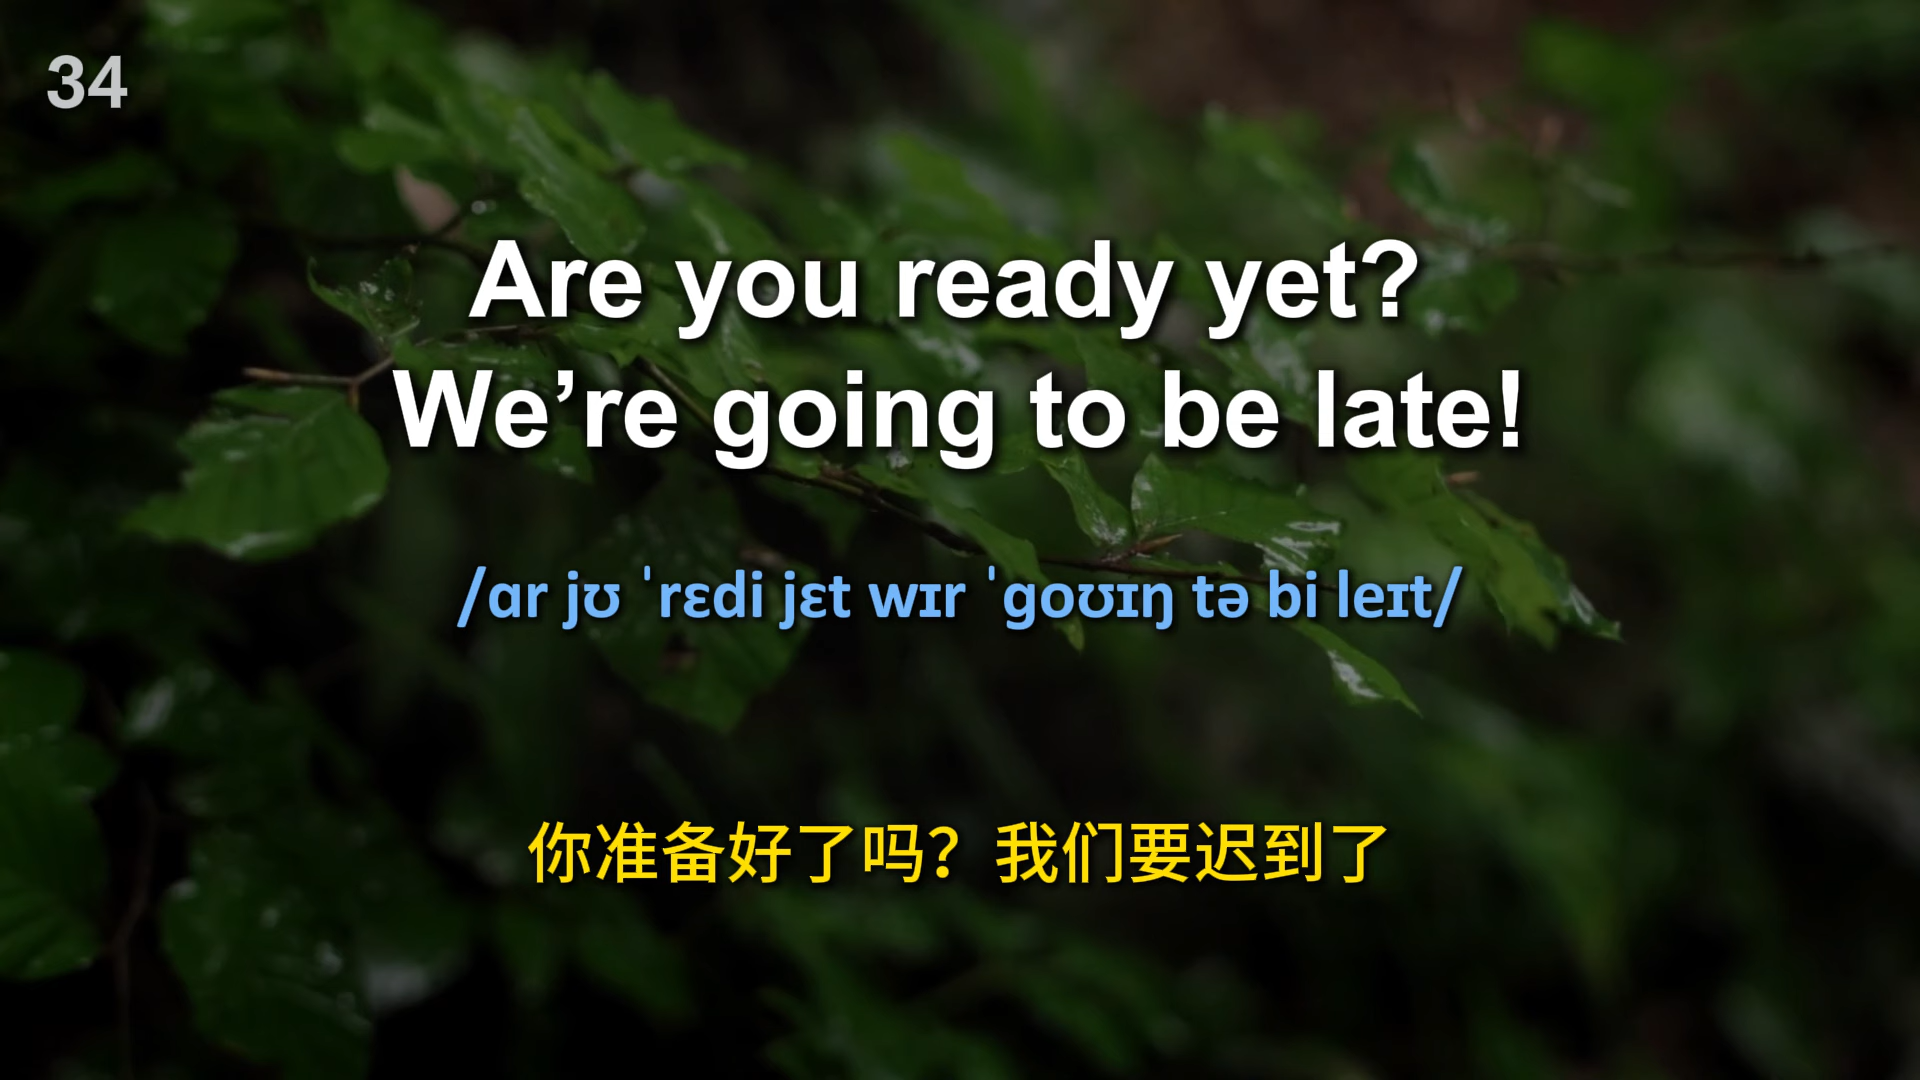 34
Are you ready yet?
We’re going to be late!
/ɑr jʊ ˈrɛdi jɛt wɪr ˈɡoʊɪŋ tə bi leɪt/
你准备好了吗？我们要迟到了